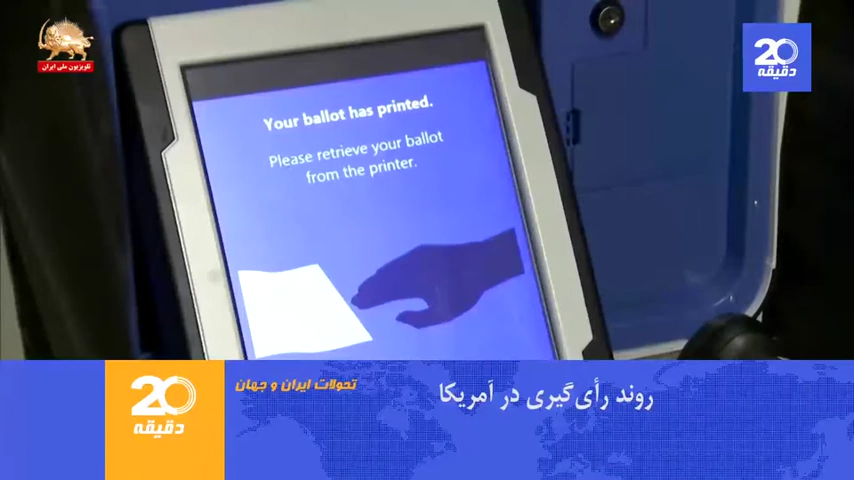 تلویزیون ملی ایران
20
دقیقه
Your ballot has printed.
Please retrieve your ballot
from the printer.
20
دقیقه
تحولات ایران و جهان
روند رأی‌گیری در آمریکا